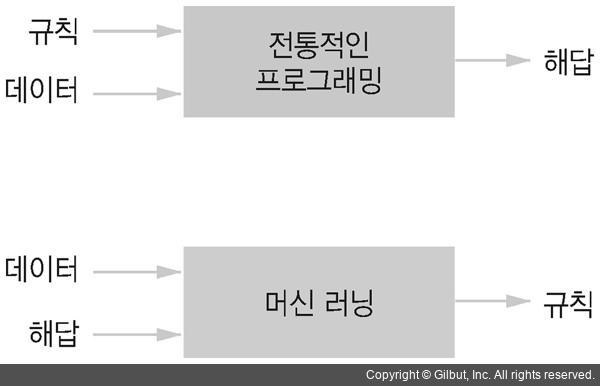 규칙
데이터
전통적인
프로그래밍
해답
데이터
해답
머신 러닝
규칙
Copyright © Gilbut, Inc. All rights reserved.